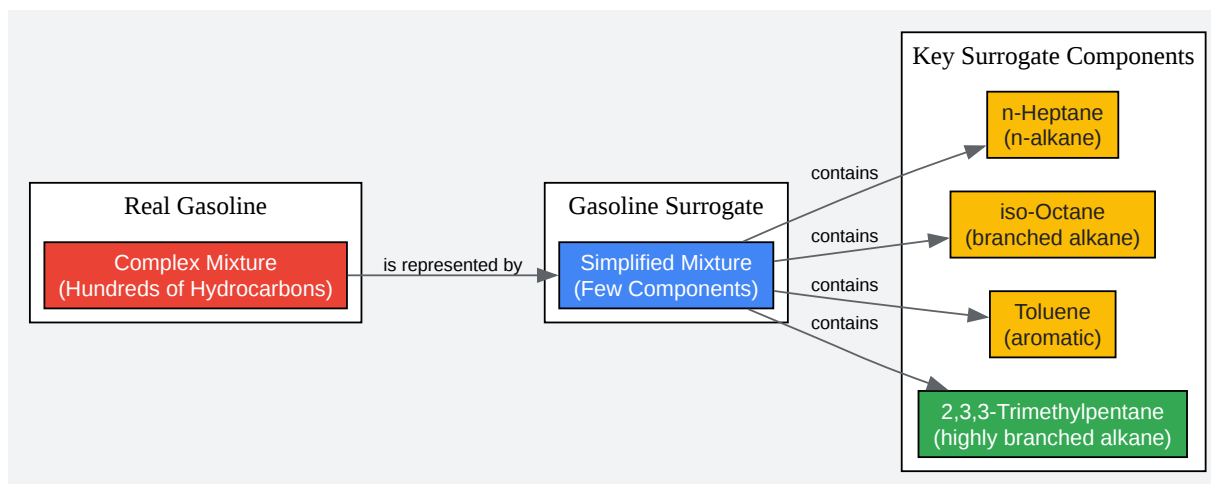 Real Gasoline
Complex Mixture
(Hundreds of Hydrocarbons)
is represented by
Gasoline Surrogate
Simplified Mixture
(Few Components)
contains
contains
contains
contains
Key Surrogate Components
n-Heptane
(n-alkane)
iso-Octane
(branched alkane)
Toluene
(aromatic)
2,3,3-Trimethylpentane
(highly branched alkane)